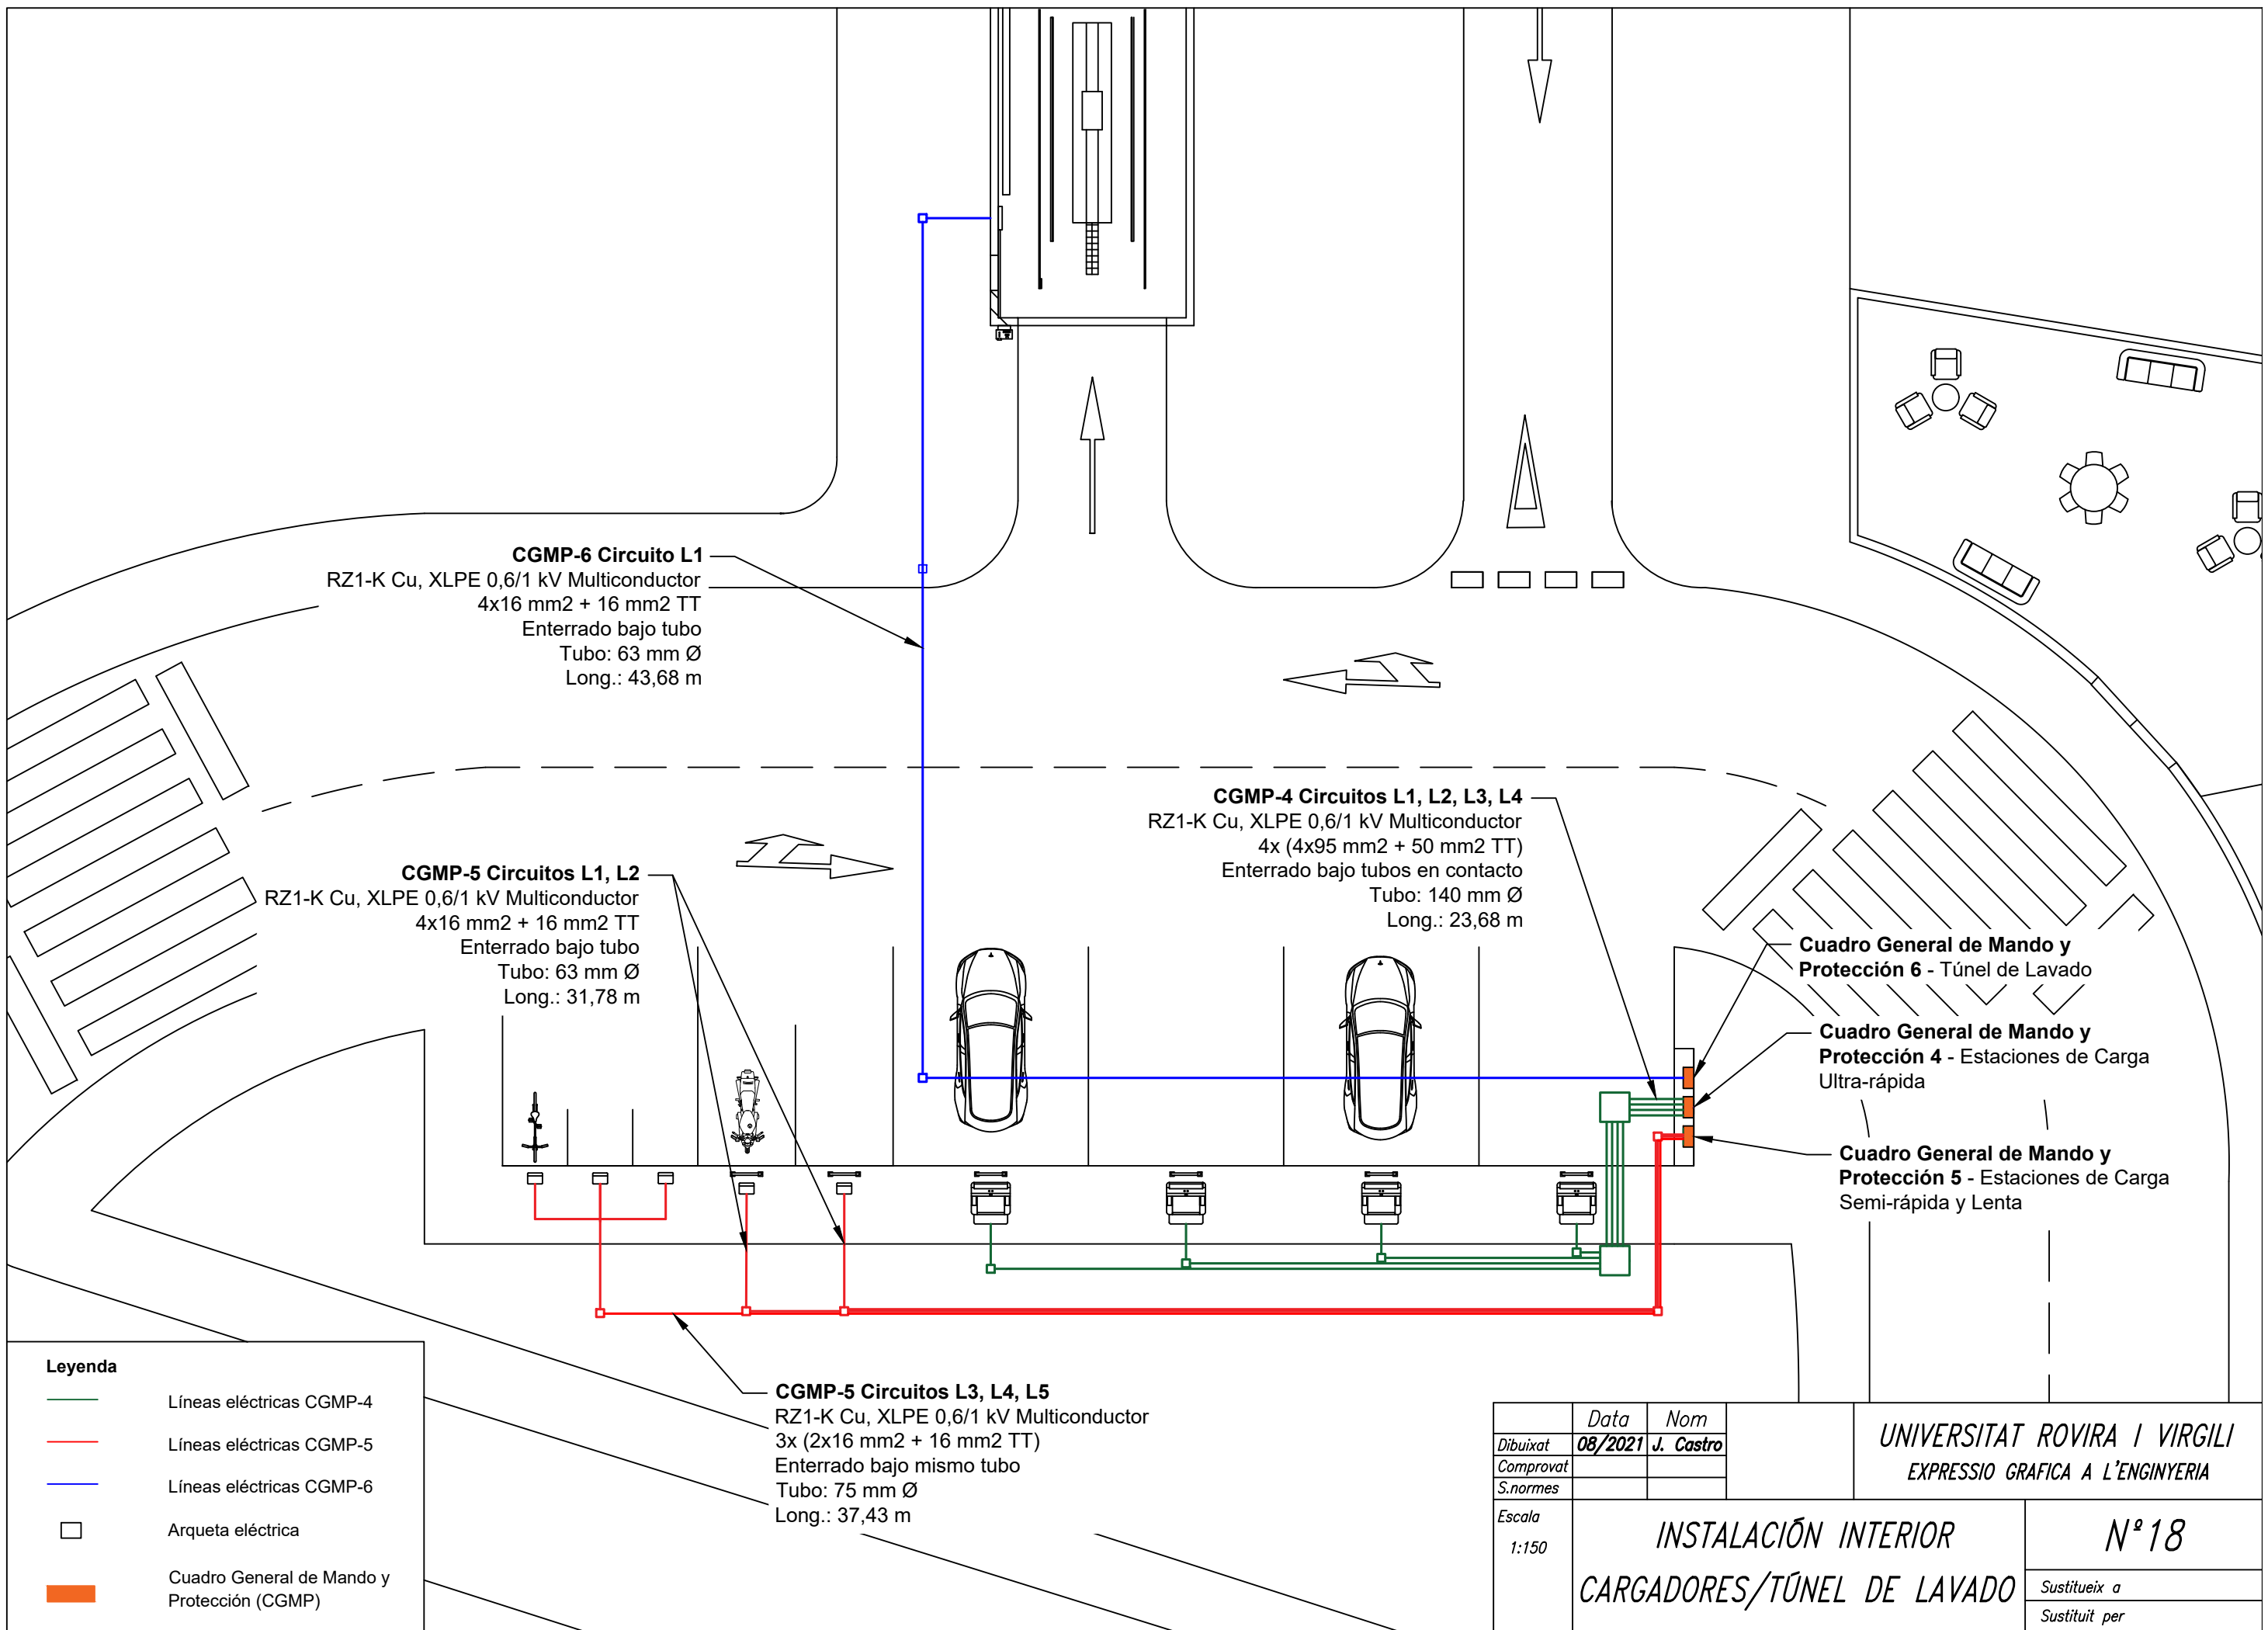 CGMP-6 Circuito L1
RZ1-K Cu, XLPE 0,6/1 kV Multiconductor
4x16 mm2 + 16 mm2 TT
Enterrado bajo tubo
Tubo: 63 mm Ø
Long.: 43,68 m
CGMP-4 Circuitos L1, L2, L3, L4
RZ1-K Cu, XLPE 0,6/1 kV Multiconductor
4x (4x95 mm2 + 50 mm2 TT)
Enterrado bajo tubos en contacto
Tubo: 140 mm Ø
Long.: 23,68 m
CGMP-5 Circuitos L1, L2
RZ1-K Cu, XLPE 0,6/1 kV Multiconductor
4x16 mm2 + 16 mm2 TT
Enterrado bajo tubo
Tubo: 63 mm Ø
Long.: 31,78 m
Cuadro General de Mando y
Protección 6 - Túnel de Lavado
Cuadro General de Mando y
Protección 4 - Estaciones de Carga
Ultra-rápida
Cuadro General de Mando y
Protección 5 - Estaciones de Carga
Semi-rápida y Lenta
CGMP-5 Circuitos L3, L4, L5
RZ1-K Cu, XLPE 0,6/1 kV Multiconductor
3x (2x16 mm2 + 16 mm2 TT)
Enterrado bajo mismo tubo
Tubo: 75 mm Ø
Long.: 37,43 m
Leyenda
Líneas eléctricas CGMP-4
Líneas eléctricas CGMP-5
Líneas eléctricas CGMP-6
Arqueta eléctrica
Cuadro General de Mando y
Protección (CGMP)
Data Nom
Dibuixat 08/2021 J. Castro
Comprovat
S.normes
UNIVERSITAT ROVIRA I VIRGILI
EXPRESSIO GRAFICA A L'ENGINYERIA
Escala
1:150
INSTALACIÓN INTERIOR
CARGADORES/TÚNEL DE LAVADO
Nº18
Sustitueix a
Sustituit per